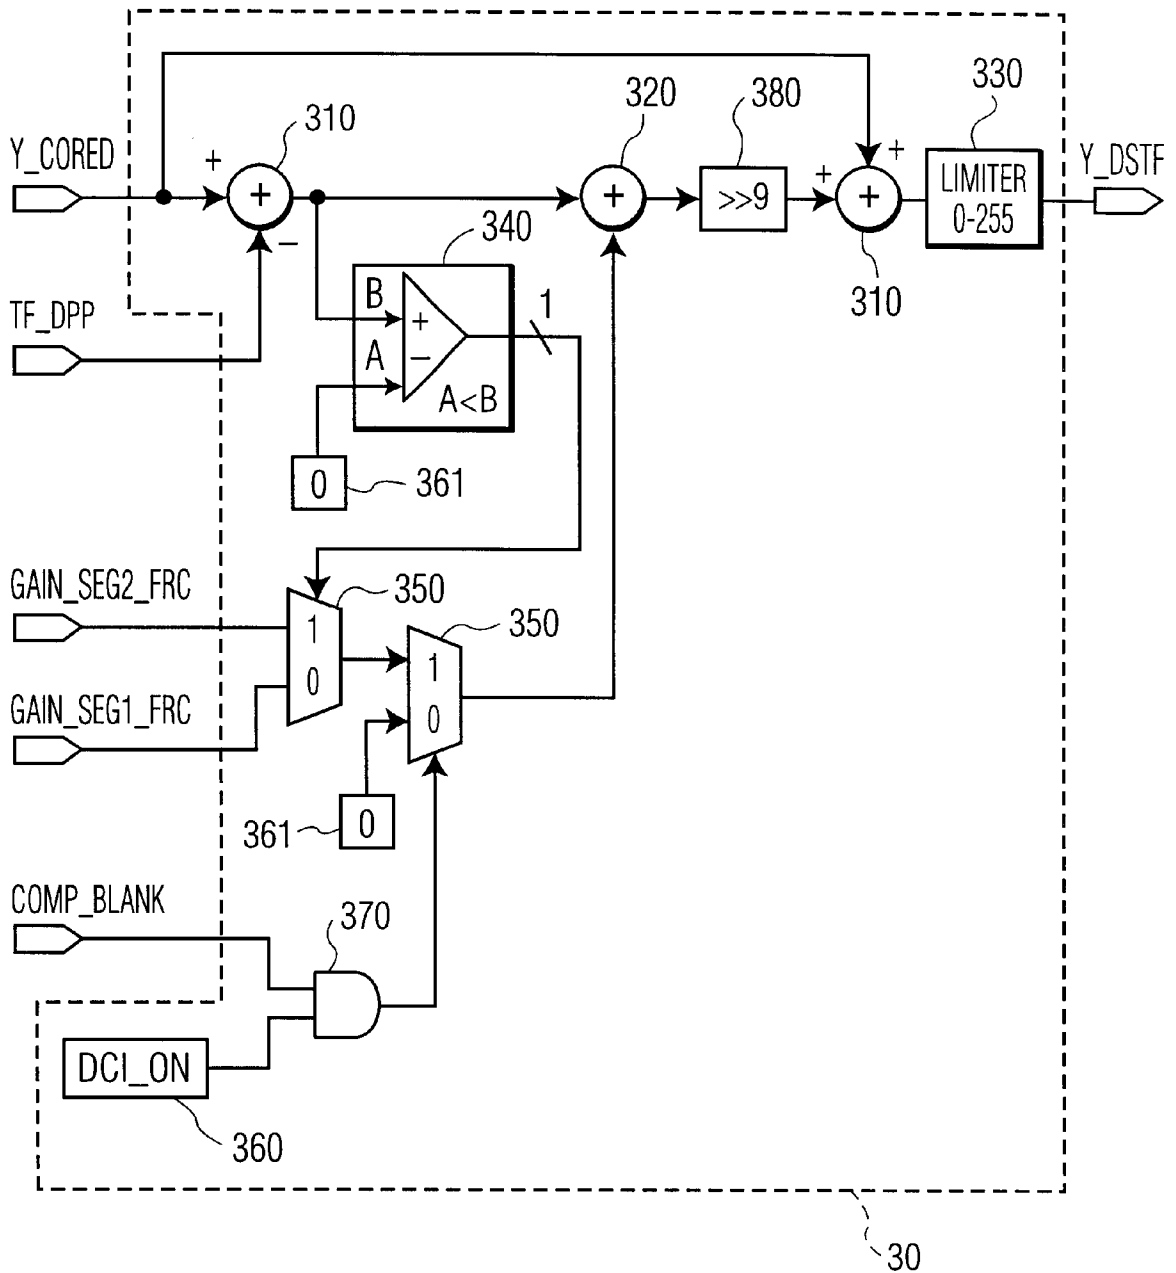 330
320
380
310
Y_CORED
+
+
+
+
+
+
>>9
LIMITER
0-255
Y_DSTF
−
340
310
TF_DPP
B
+
1
A
−
A<B
0
361
GAIN_SEG2_FRC
350
350
1
0
1
0
GAIN_SEG1_FRC
361
0
COMP_BLANK
370
DCI_ON
360
30